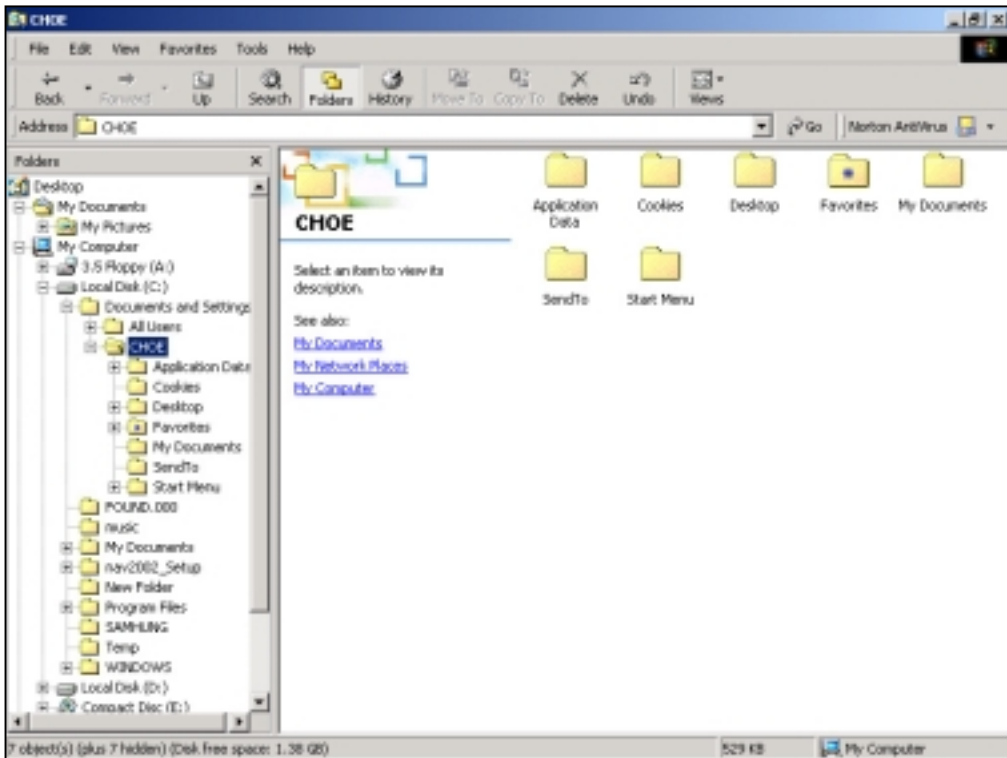 CHOE
File Edit View Favorites Tools Help
Back Forward Up Search Folders History Move To Copy To Delete Undo Views
Address CHOE Go Norton AntiVirus
Folders
Desktop
My Documents
My Pictures
My Computer
3.5 Floppy (A:)
Local Disk (C:)
Documents and Settings
All Users
CHOE
Application Data
Cookies
Desktop
Favorites
My Documents
SendTo
Start Menu
FOUND.000
music
My Documents
nav2002_Setup
New Folder
Program Files
SAMHLING
Temp
WINDOWS
Local Disk (D:)
Compact Disc (E:)
CHOE
Select an item to view its
description.
See also:
My Documents
My Network Places
My Computer
Application
Data
Cookies
Desktop
Favorites
My Documents
SendTo
Start Menu
7 object(s) (plus 7 hidden) (Disk free space: 1.38 GB) 529 KB My Computer